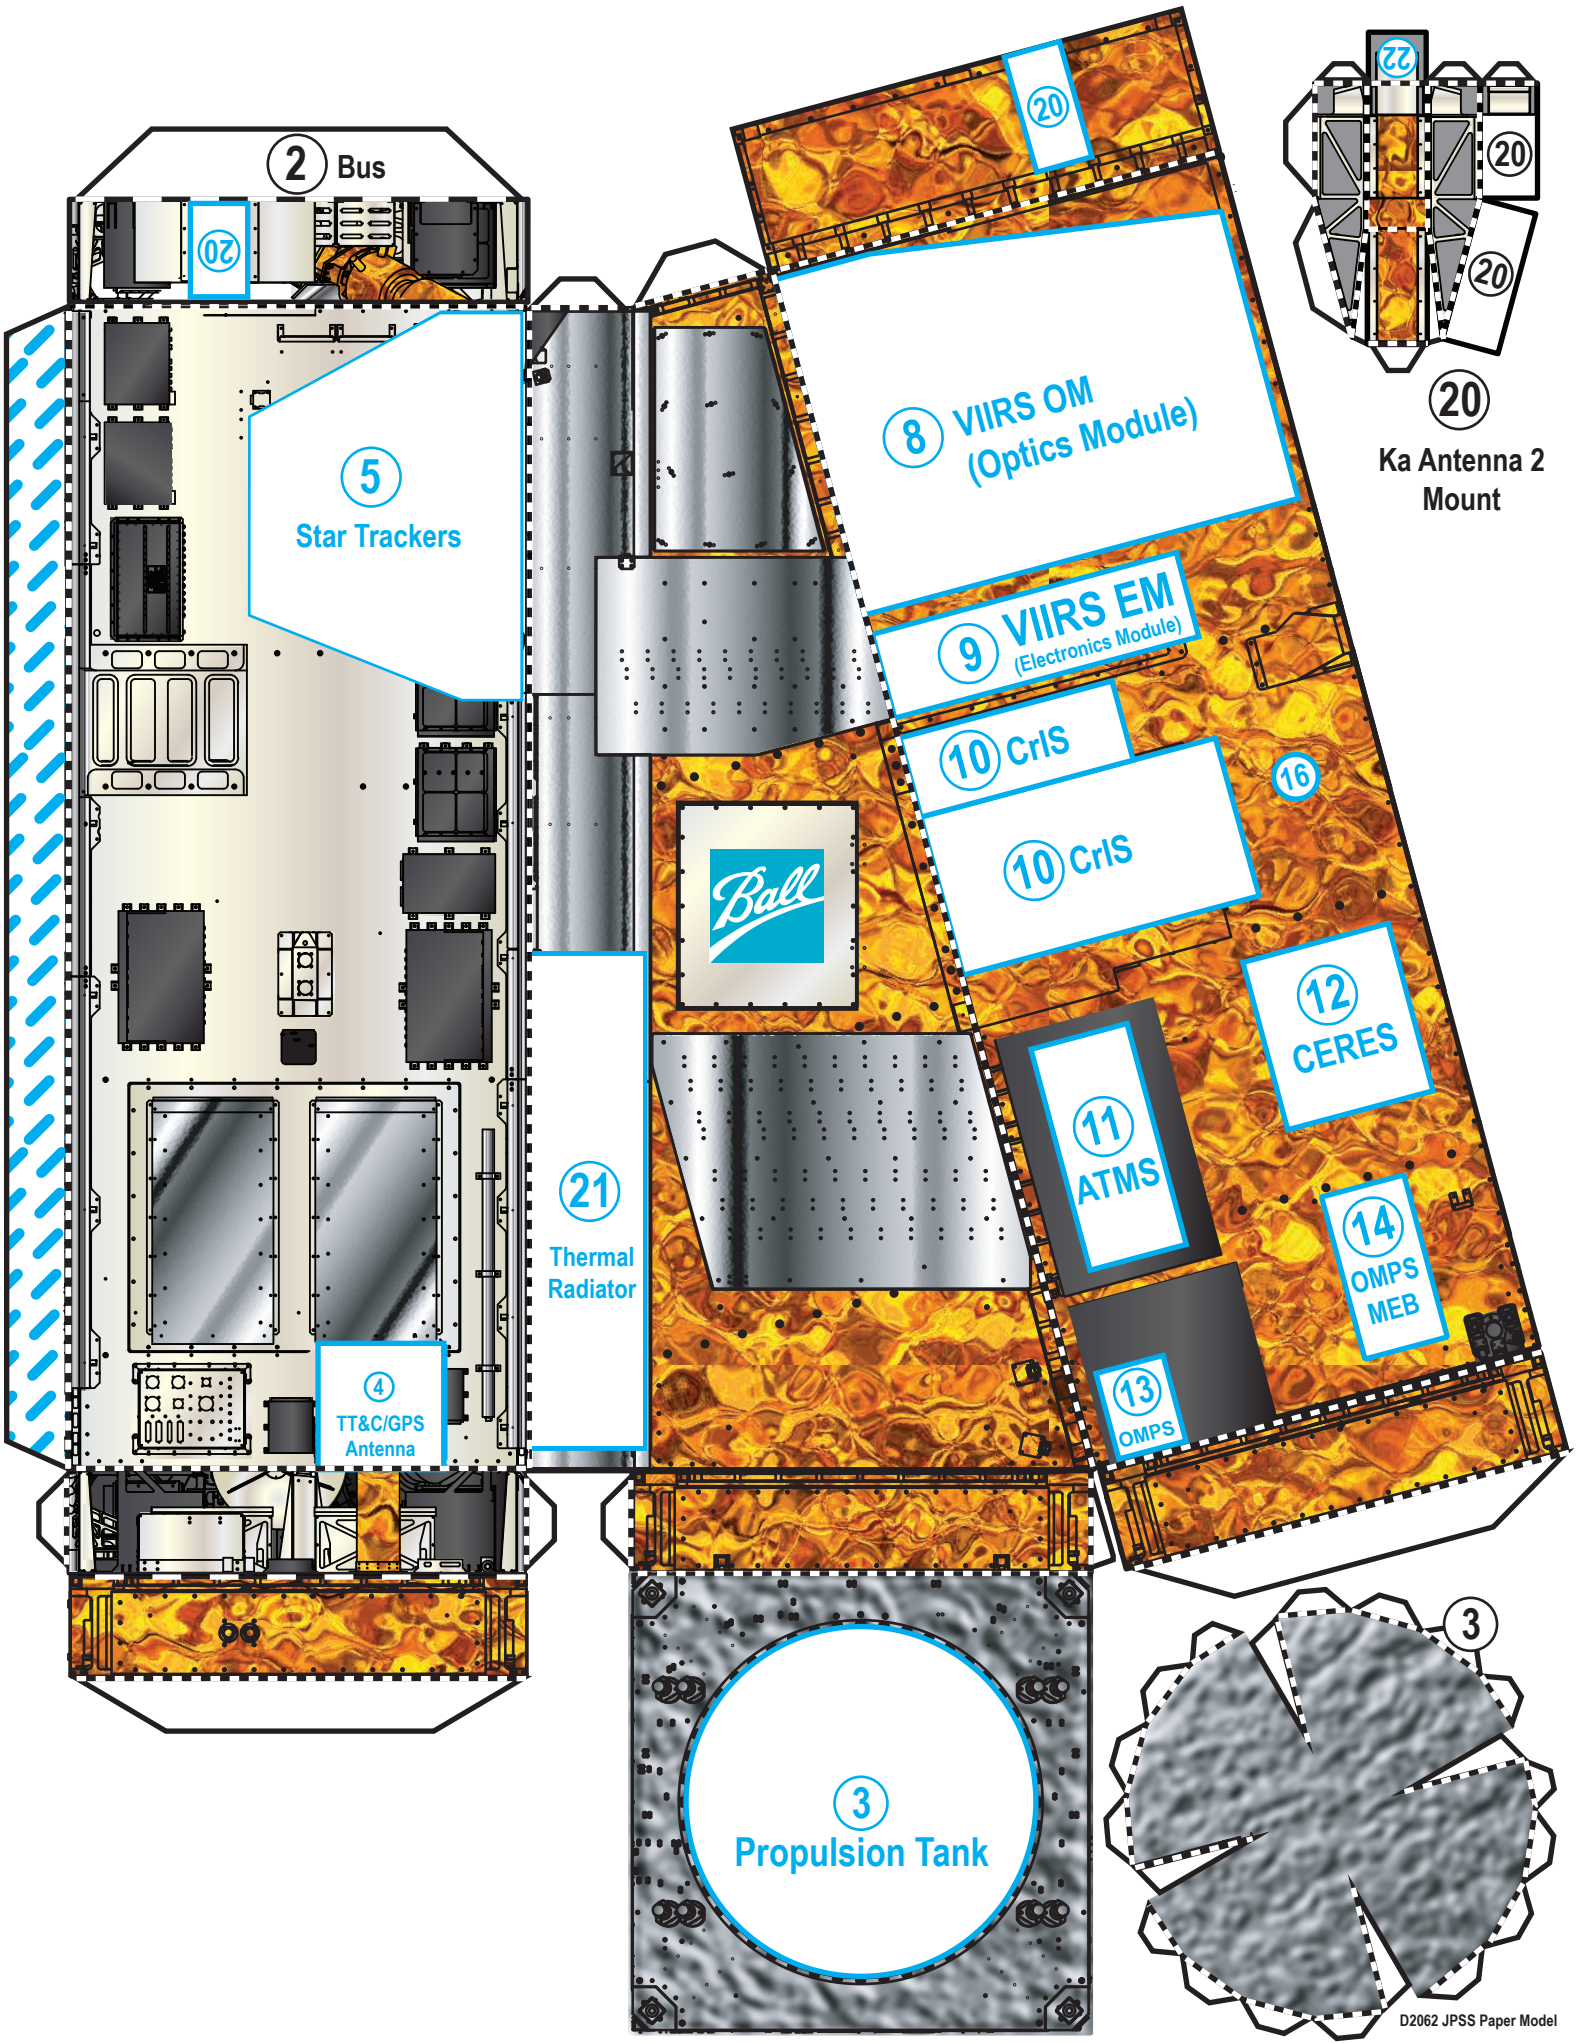 2 Bus
20
20
22
20
20
20
Ka Antenna 2
Mount
5
Star Trackers
8 VIIRS OM
(Optics Module)
9 VIIRS EM
(Electronics Module)
10 CrIS
10 CrIS
16
Ball
12
CERES
11
ATMS
21
Thermal
Radiator
14
OMPS
MEB
13
OMPS
4
TT&C/GPS
Antenna
3
3
Propulsion Tank
D2062 JPSS Paper Model